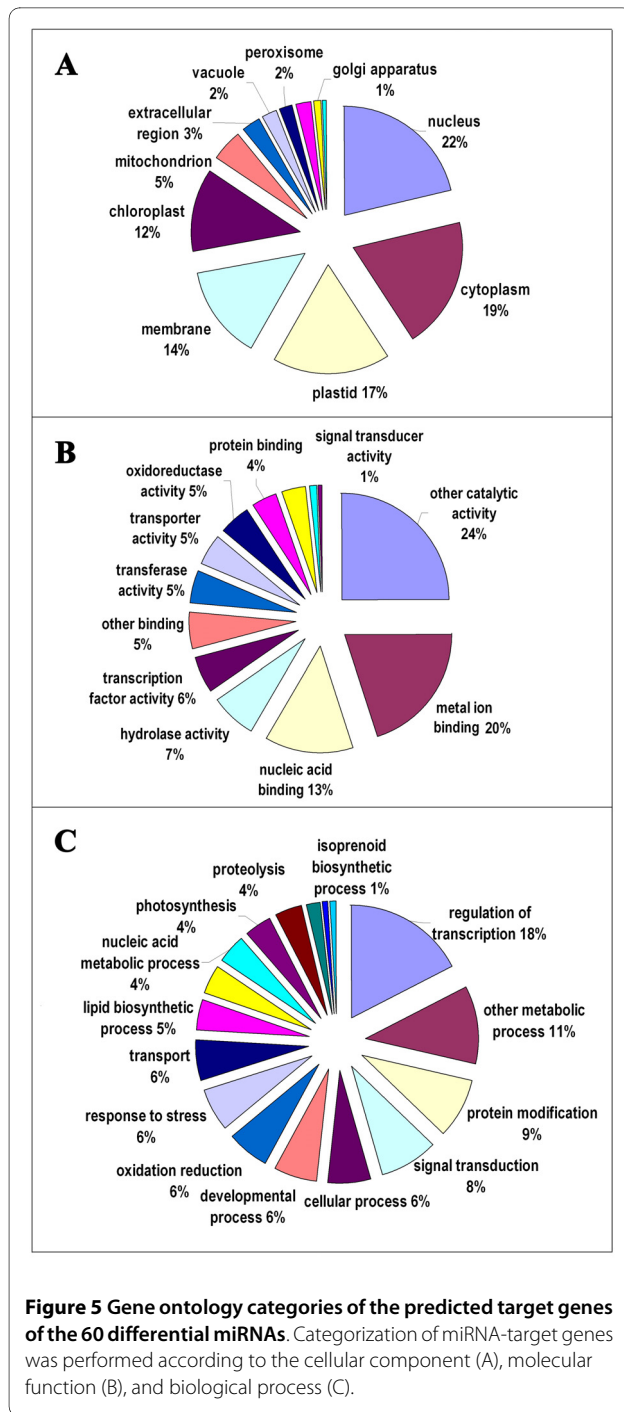 A
peroxisome
2%
golgi apparatus
1%
vacuole
2%
extracellular
region 3%
nucleus
22%
mitochondrion
5%
chloroplast
12%
cytoplasm
19%
membrane
14%
plastid 17%
B
protein binding
4%
signal transducer
activity
1%
oxidoreductase
activity 5%
other catalytic
activity
24%
transporter
activity 5%
transferase
activity 5%
other binding
5%
transcription
factor activity 6%
metal ion
binding 20%
hydrolase activity
7%
nucleic acid
binding 13%
C
isoprenoid
biosynthetic
process 1%
proteolysis
4%
photosynthesis
4%
regulation of
transcription 18%
nucleic acid
metabolic process
4%
other metabolic
process 11%
lipid biosynthetic
process 5%
transport
6%
protein modification
9%
response to stress
6%
signal transduction
8%
oxidation reduction
6%
developmental
process 6%
cellular process 6%
Figure 5 Gene ontology categories of the predicted target genes
of the 60 differential miRNAs. Categorization of miRNA-target genes
was performed according to the cellular component (A), molecular
function (B), and biological process (C).